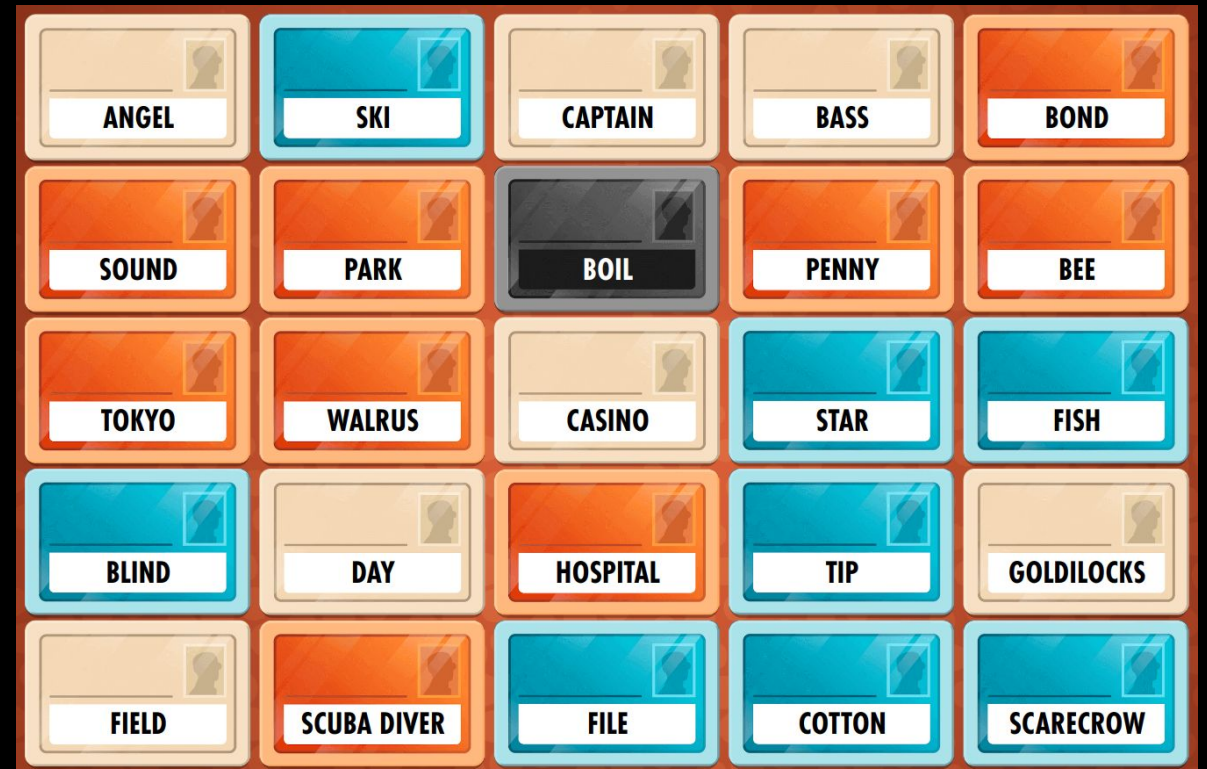 ANGEL
SKI
CAPTAIN
BASS
BOND
SOUND
PARK
BOIL
PENNY
BEE
TOKYO
WALRUS
CASINO
STAR
FISH
BLIND
DAY
HOSPITAL
TIP
GOLDILOCKS
FIELD
SCUBA DIVER
FILE
COTTON
SCARECROW